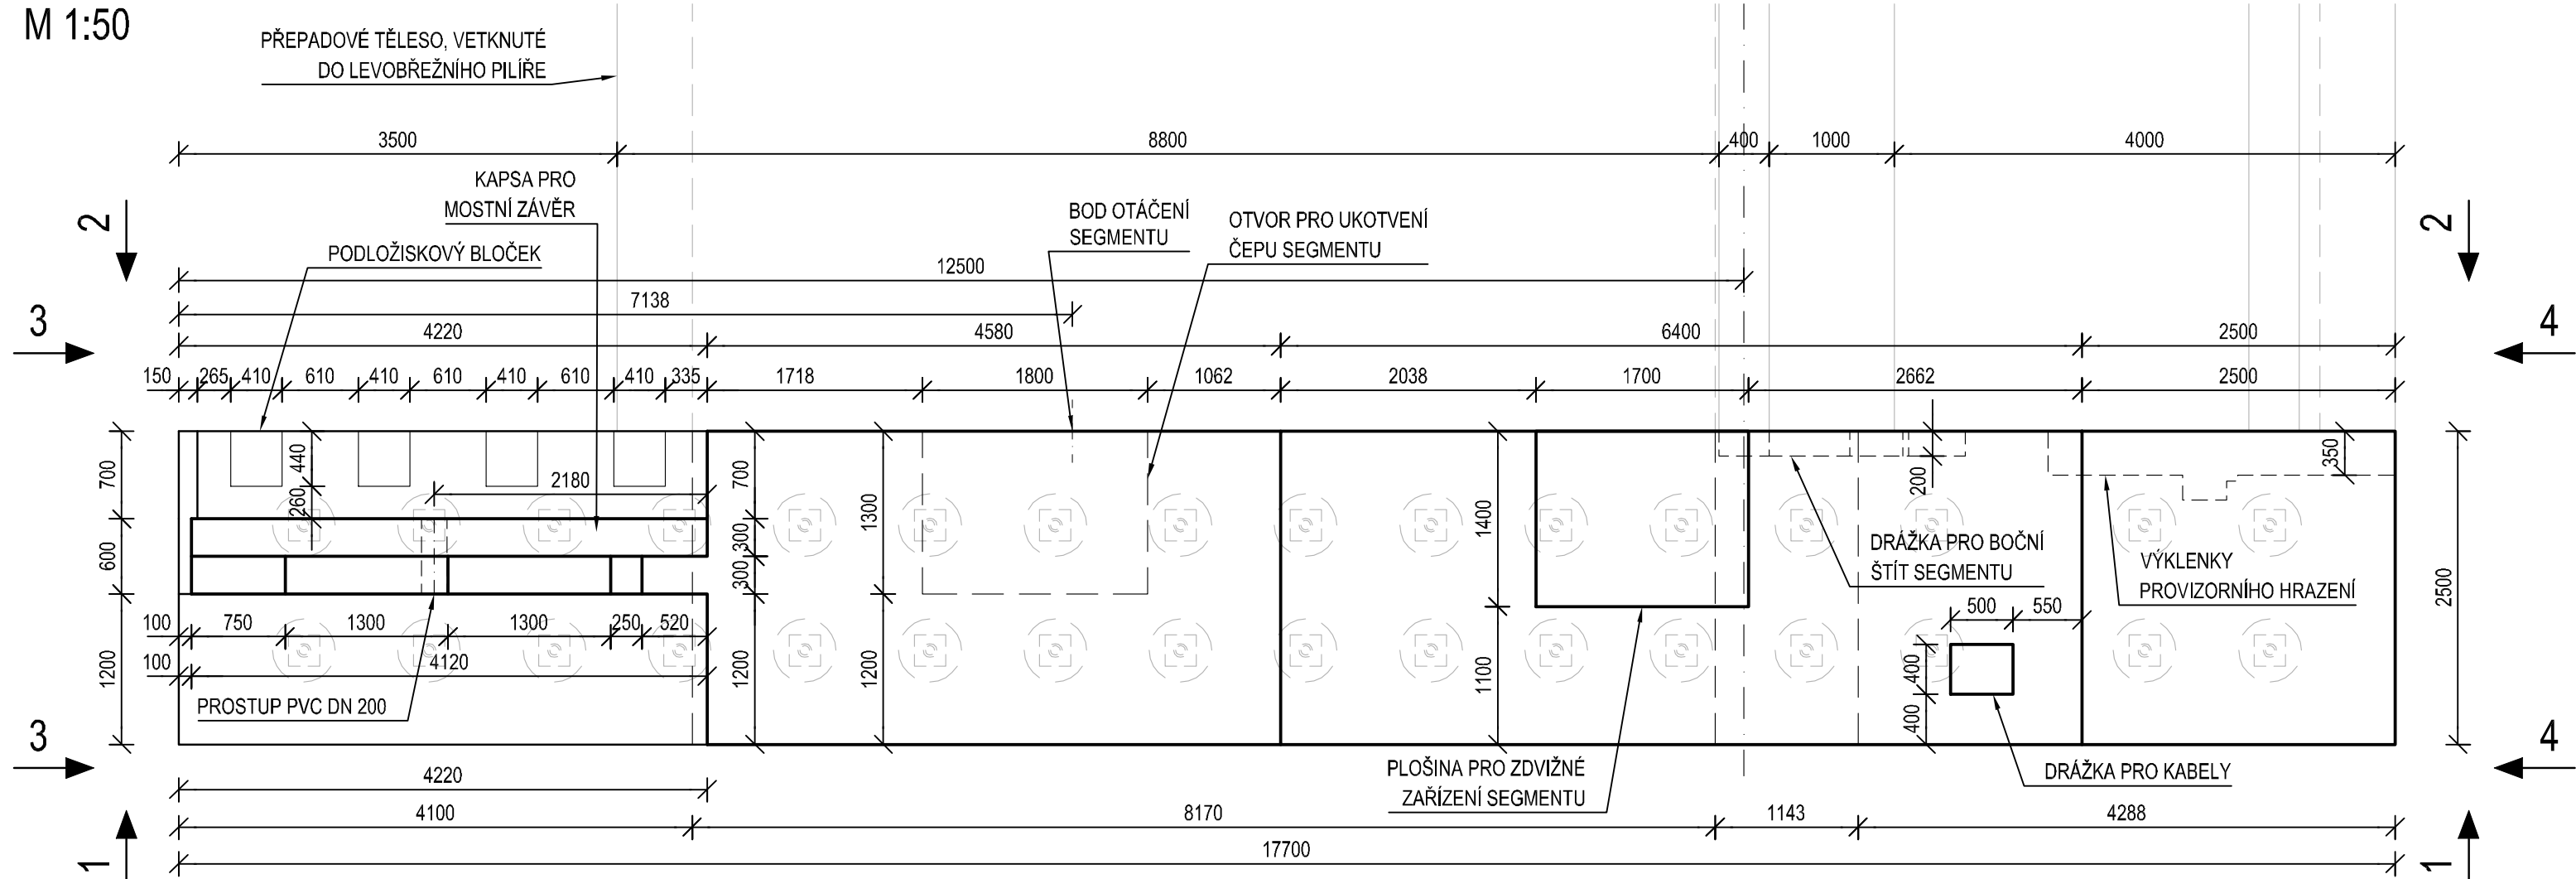 M 1:50
PŘEPADOVÉ TĚLESO, VETKNUTÉ
DO LEVOBŘEŽNÍHO PILÍŘE
3500 8800 400 1000 4000
KAPSA PRO
MOSTNÍ ZÁVĚR
2 2
BOD OTÁČENÍ
SEGMENTU
OTVOR PRO UKOTVENÍ
ČEPU SEGMENTU
PODLOŽISKOVÝ BLOČEK
12500
7138
3 4
4220 4580 6400 2500
150 265 410 610 410 610 410 610 410 335 1718 1800 1062 2038 1700 2662 2500
700 440 260 2180 700 1300 1400 200 350
600 300 300 2500
DRÁŽKA PRO BOČNÍ
ŠTÍT SEGMENTU
VÝKLENKY
PROVIZORNÍHO HRAZENÍ
100 750 1300 1300 250 520 500 550
100 4120
1200 1200 1200 1100 400 400
PROSTUP PVC DN 200
3 4
PLOŠINA PRO ZDVIŽNÉ
ZAŘÍZENÍ SEGMENTU
DRÁŽKA PRO KABELY
4220
4100 8170 1143 4288
17700
1 1